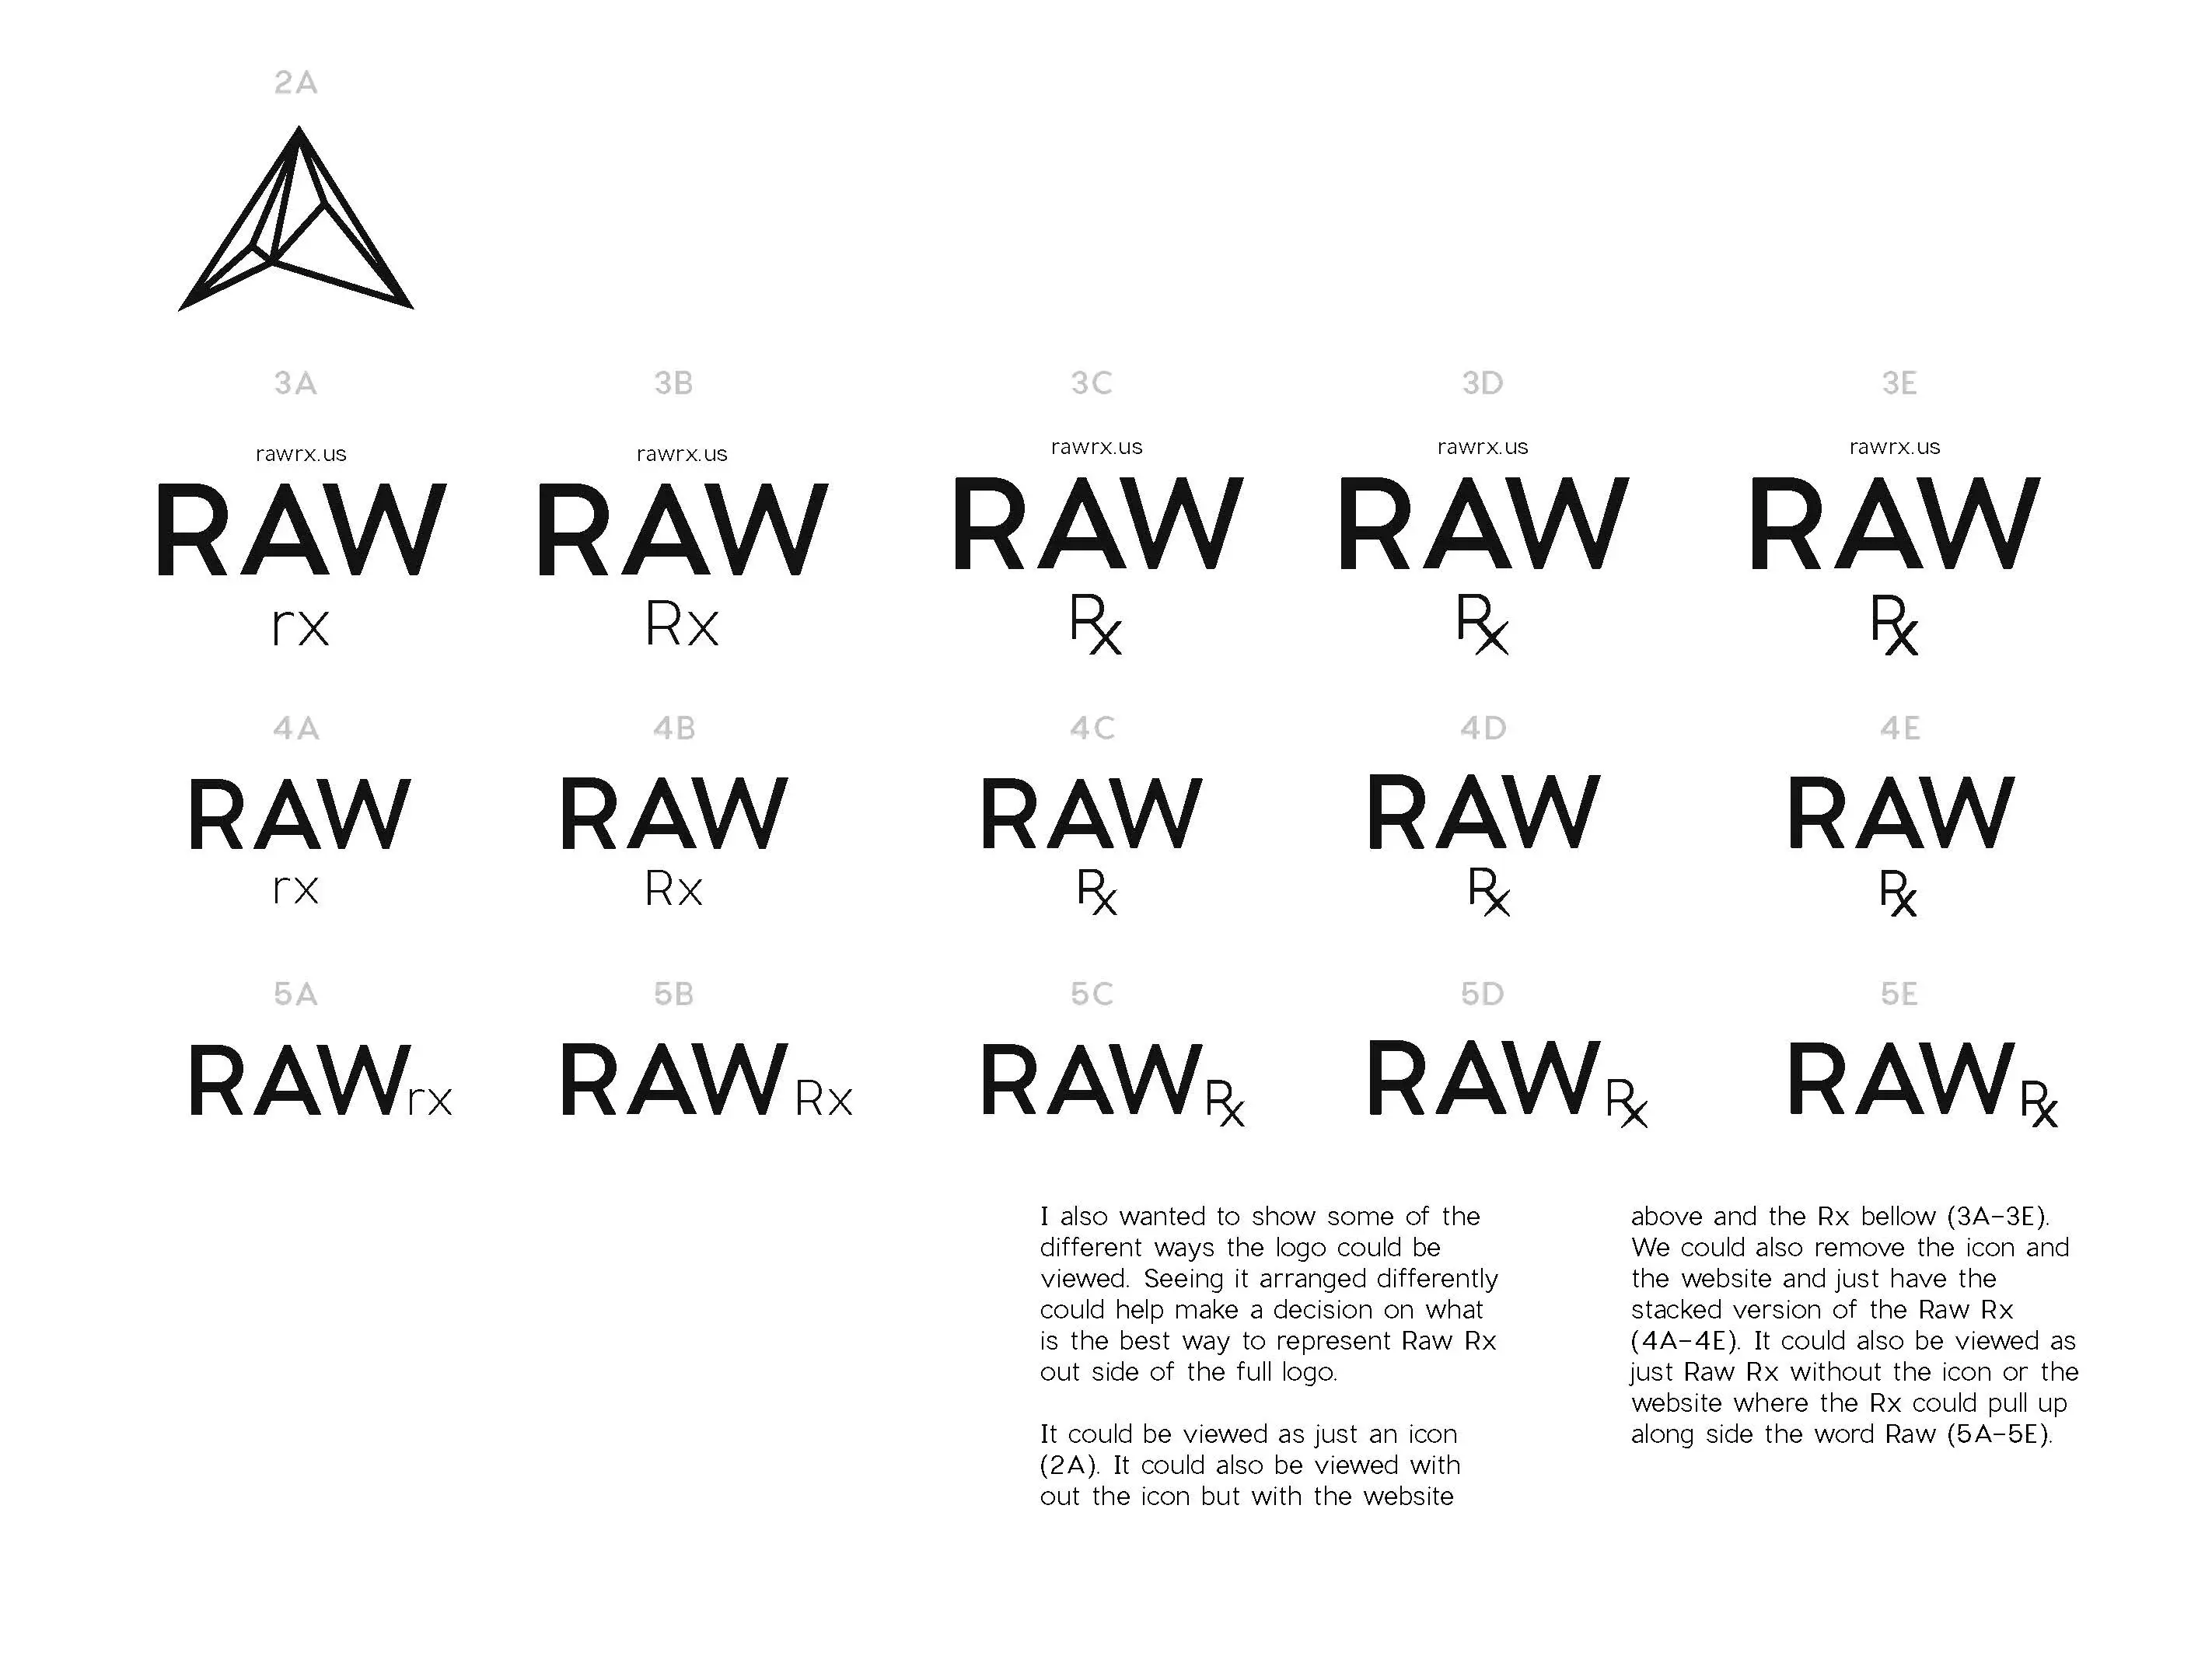 2A
3A
3B
3C
3D
3E
rawrx.us
rawrx.us
rawrx.us
rawrx.us
rawrx.us
RAW
RAW
RAW
RAW
RAW
rx
Rx
Rx
Rx
Rx
4A
4B
4C
4D
4E
RAW
RAW
RAW
RAW
RAW
rx
Rx
Rx
Rx
Rx
5A
5B
5C
5D
5E
RAWrx
RAW Rx
RAW Rx
RAW Rx
RAW Rx
I also wanted to show some of the
different ways the logo could be
viewed. Seeing it arranged differently
could help make a decision on what
is the best way to represent Raw Rx
out side of the full logo.
It could be viewed as just an icon
(2A). It could also be viewed with
out the icon but with the website
above and the Rx bellow (3A-3E).
We could also remove the icon and
the website and just have the
stacked version of the Raw Rx
(4A-4E). It could also be viewed as
just Raw Rx without the icon or the
website where the Rx could pull up
along side the word Raw (5A-5E).